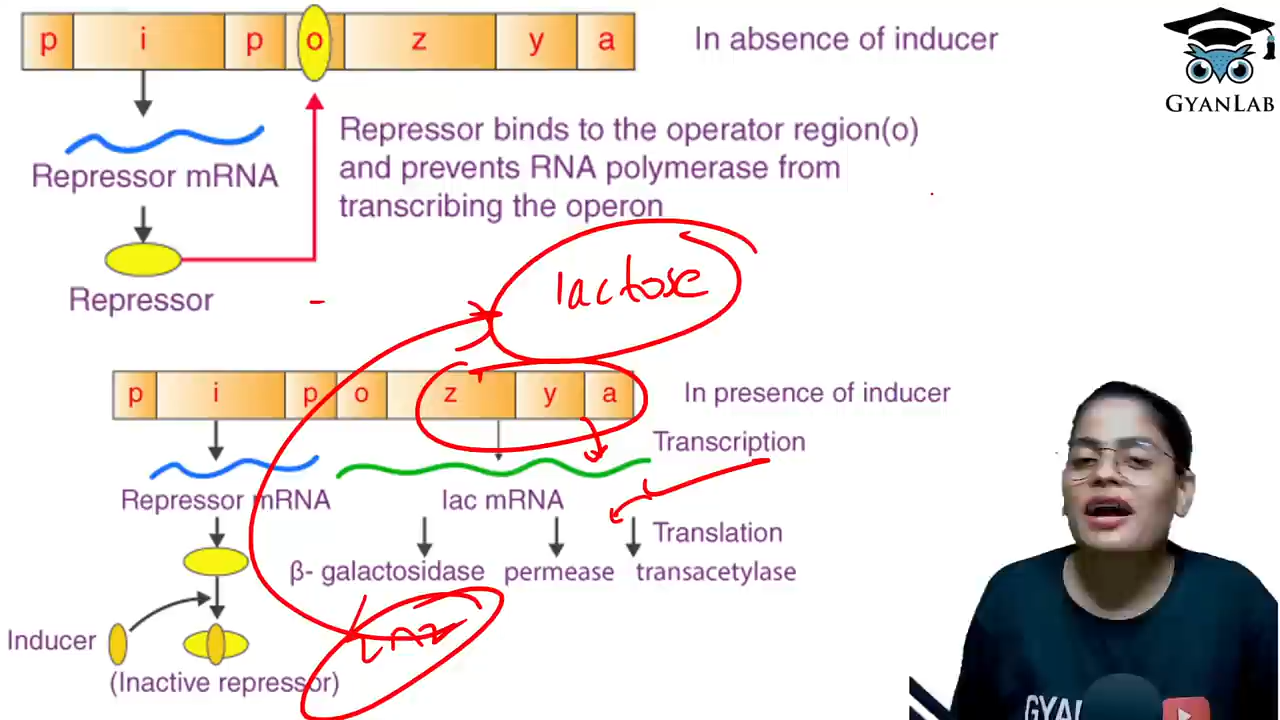 p i p o z y a In absence of inducer
GYANLAB
Repressor mRNA
Repressor binds to the operator region(o)
and prevents RNA polymerase from
transcribing the operon
Repressor
lactose
p i p o z y a In presence of inducer
Transcription
Repressor mRNA lac mRNA
Translation
β- galactosidase permease transacetylase
Inducer
(Inactive repressor)